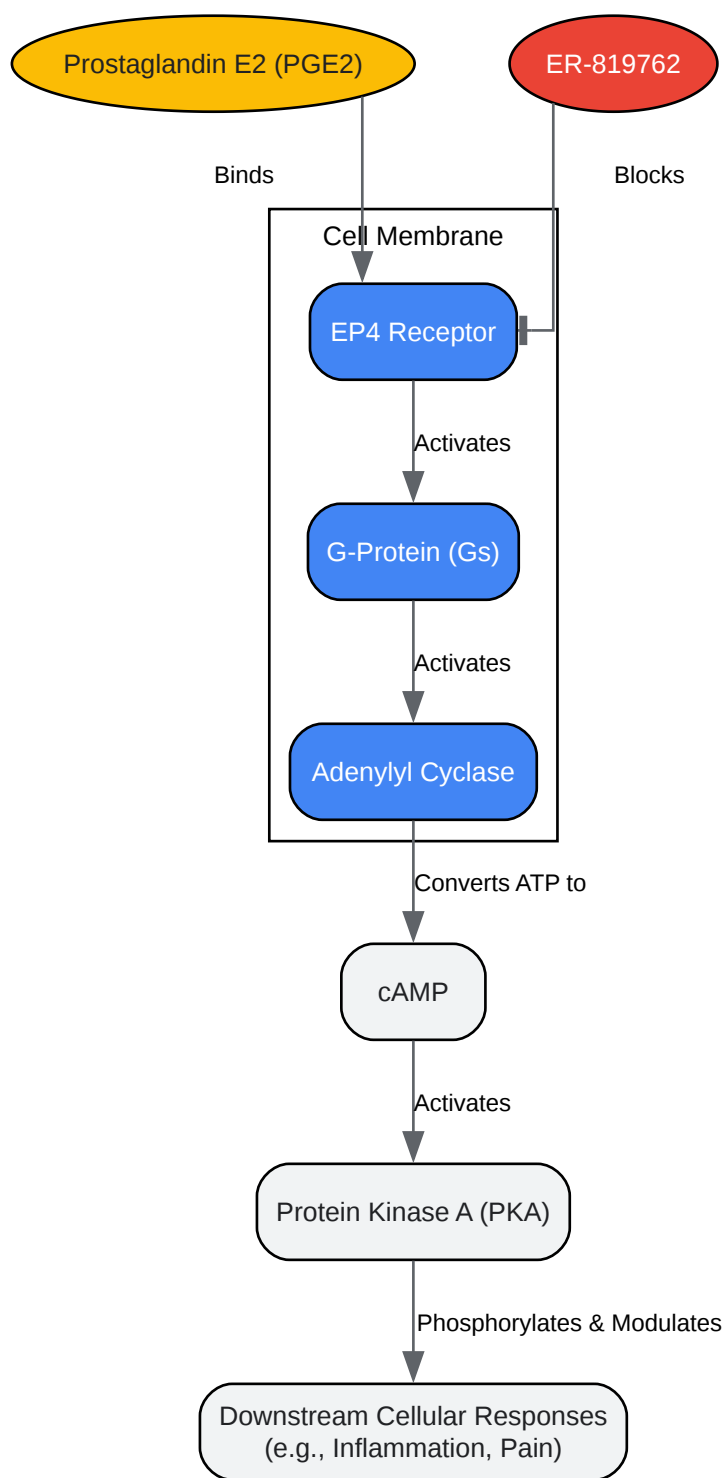 Prostaglandin E2 (PGE2)
ER-819762
Binds
Blocks
Cell Membrane
EP4 Receptor
Activates
G-Protein (Gs)
Activates
Adenylyl Cyclase
Converts ATP to
cAMP
Activates
Protein Kinase A (PKA)
Phosphorylates & Modulates
Downstream Cellular Responses
(e.g., Inflammation, Pain)